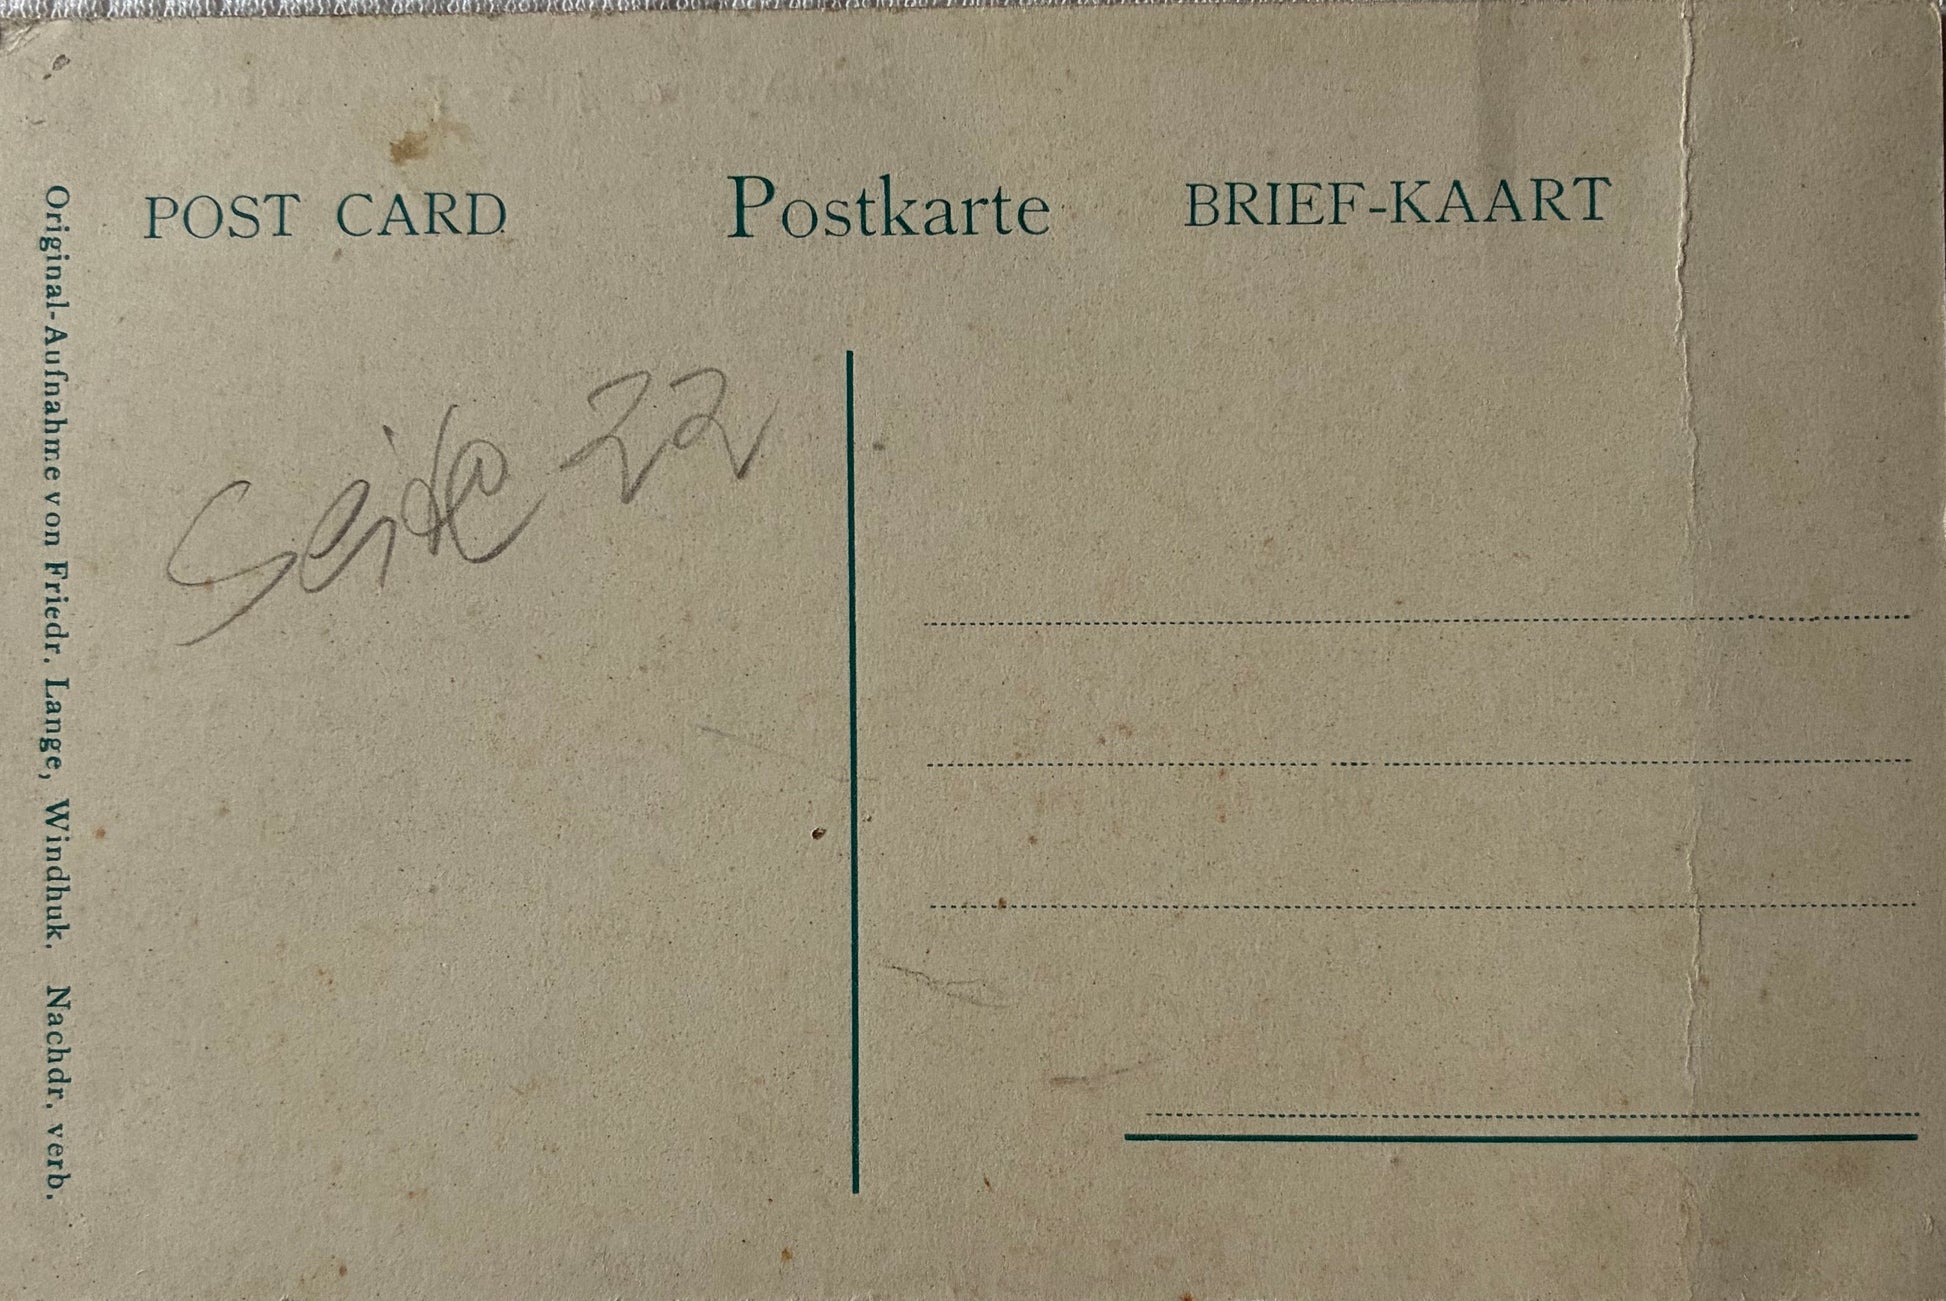 POST CARD Postkarte BRIEF-KAART
Seite 22
Original-Aufnahme von Friedr. Lange, Windhuk. Nachdr. verb.